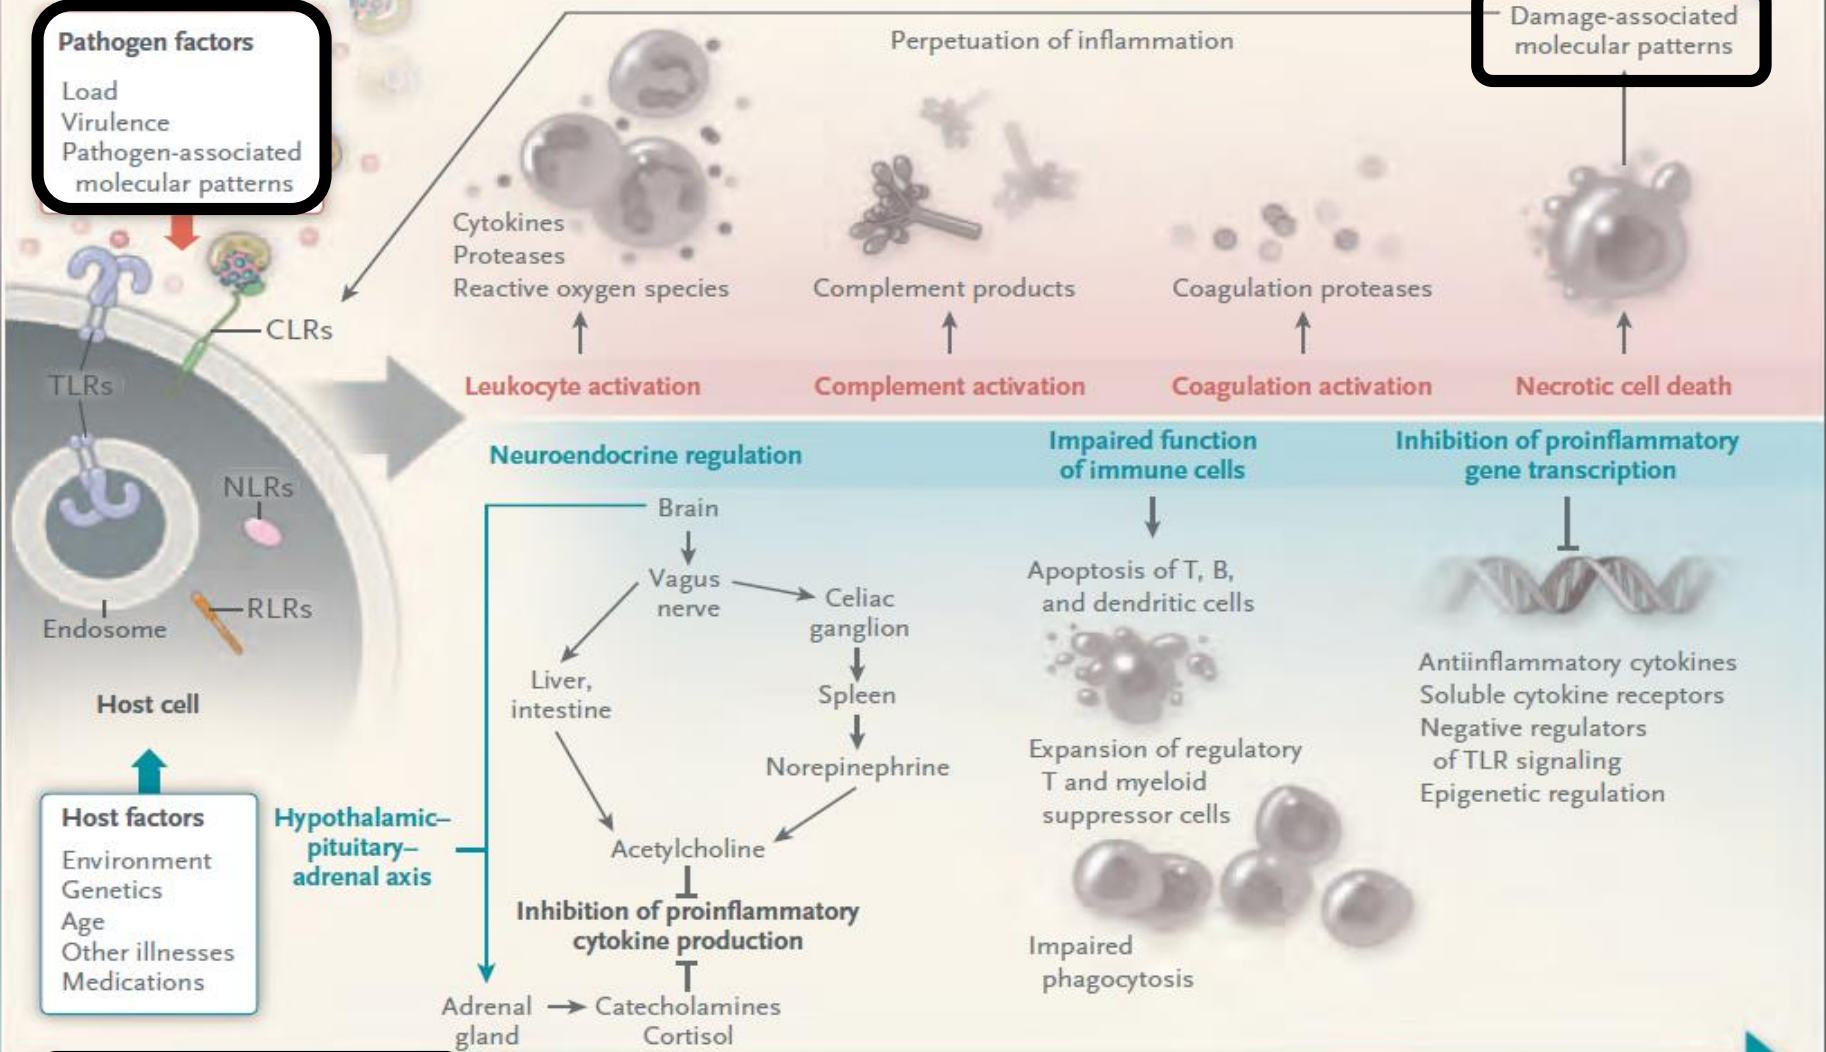 Pathogen factors
Load
Virulence
Pathogen-associated
molecular patterns
Perpetuation of inflammation
Damage-associated
molecular patterns
Cytokines
Proteases
Reactive oxygen species
Complement products
Coagulation proteases
CLRs
TLRs
NLRs
RLRs
Endosome
Host cell
Leukocyte activation
Complement activation
Coagulation activation
Necrotic cell death
Neuroendocrine regulation
Brain
Vagus
nerve
Celiac
ganglion
Liver,
intestine
Spleen
Norepinephrine
Acetylcholine
Inhibition of proinflammatory
cytokine production
Hypothalamic–
pituitary–
adrenal axis
Adrenal
gland
Catecholamines
Cortisol
Impaired function
of immune cells
Apoptosis of T, B,
and dendritic cells
Expansion of regulatory
T and myeloid
suppressor cells
Impaired
phagocytosis
Inhibition of proinflammatory
gene transcription
Antiinflammatory cytokines
Soluble cytokine receptors
Negative regulators
of TLR signaling
Epigenetic regulation
Host factors
Environment
Genetics
Age
Other illnesses
Medications